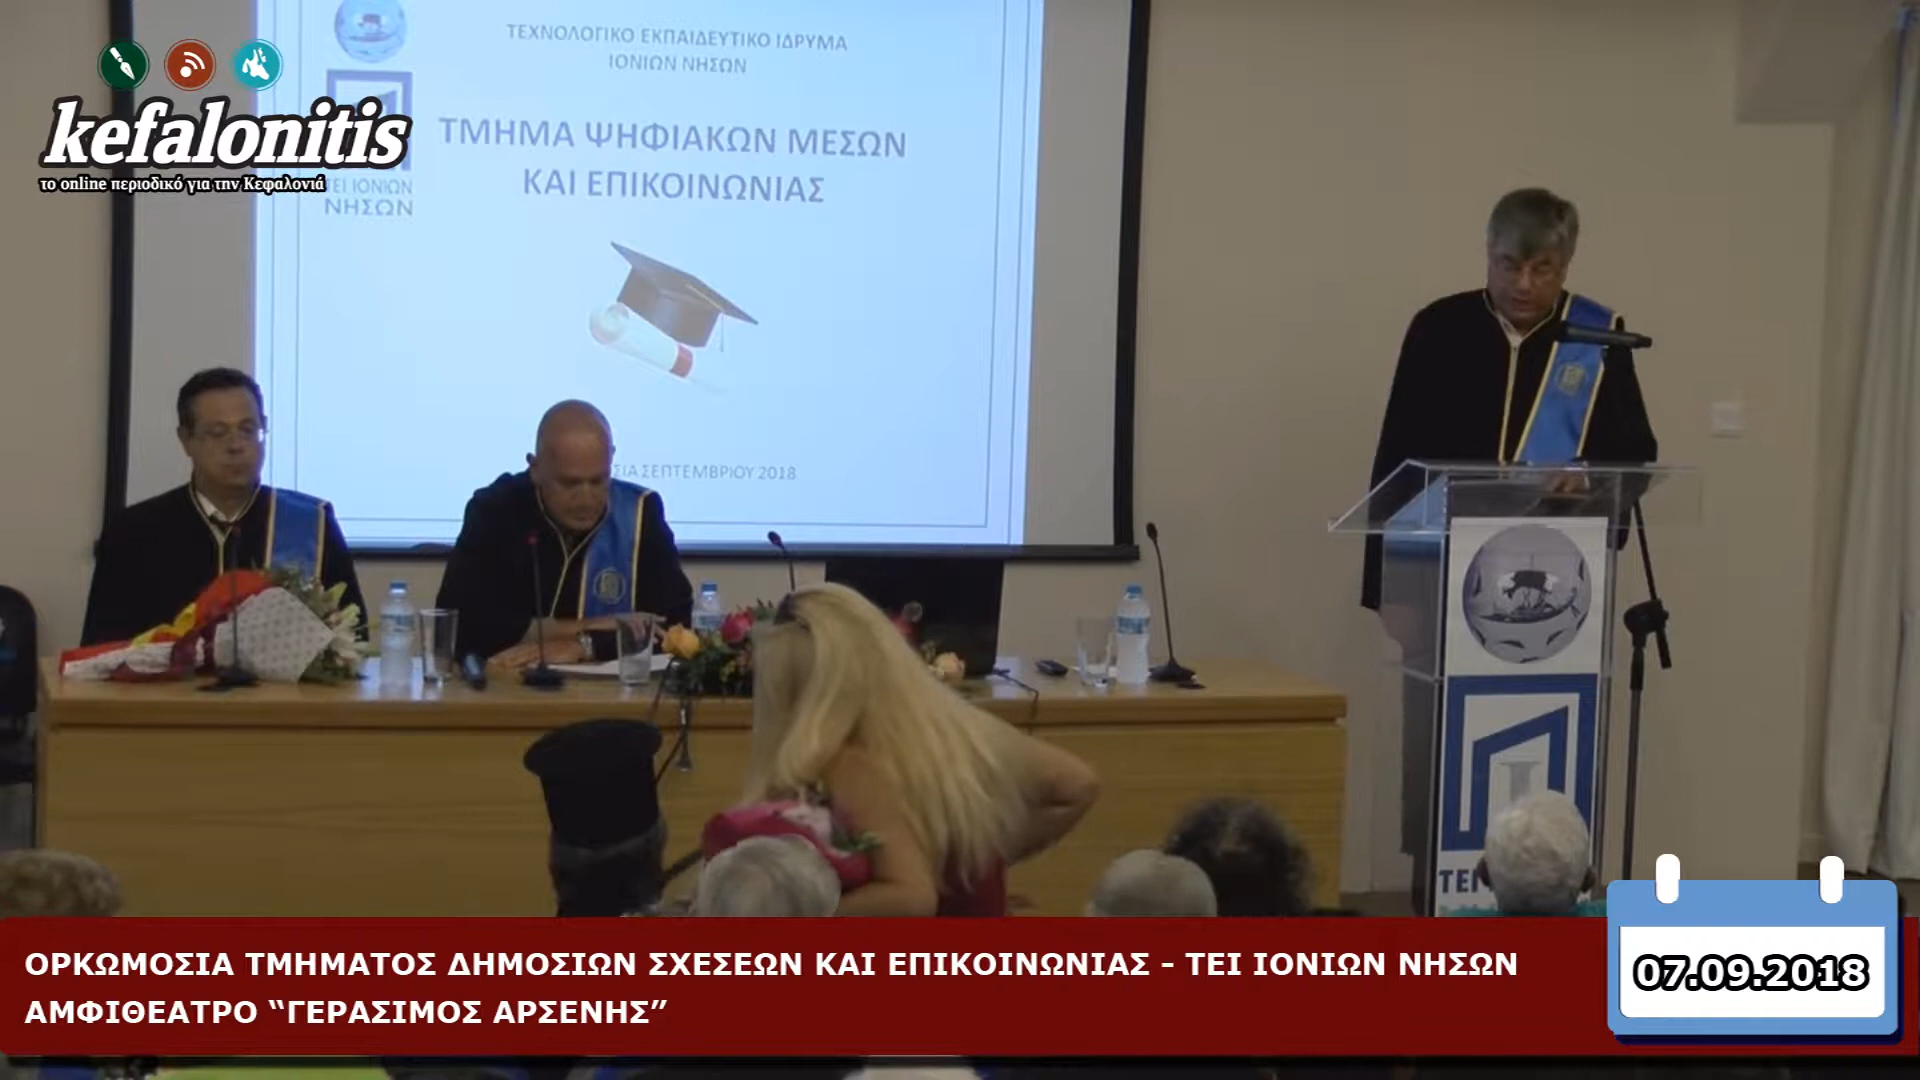 ΤΕΧΝΟΛΟΓΙΚΟ ΕΚΠΑΙΔΕΥΤΙΚΟ ΙΔΡΥΜΑ
ΙΟΝΙΩΝ ΝΗΣΩΝ
kefalonitis
το online περιοδικό για την Κεφαλονιά
ΤΜΗΜΑ ΨΗΦΙΑΚΩΝ ΜΕΣΩΝ
ΚΑΙ ΕΠΙΚΟΙΝΩΝΙΑΣ
ΤΕΙ ΙΟΝΙΩΝ
ΝΗΣΩΝ
ΣΕΠΤΕΜΒΡΙΟΥ 2018
ΤΕΙ
ΟΡΚΩΜΟΣΙΑ ΤΜΗΜΑΤΟΣ ΔΗΜΟΣΙΩΝ ΣΧΕΣΕΩΝ ΚΑΙ ΕΠΙΚΟΙΝΩΝΙΑΣ - ΤΕΙ ΙΟΝΙΩΝ ΝΗΣΩΝ
ΑΜΦΙΘΕΑΤΡΟ “ΓΕΡΑΣΙΜΟΣ ΑΡΣΕΝΗΣ”
07.09.2018